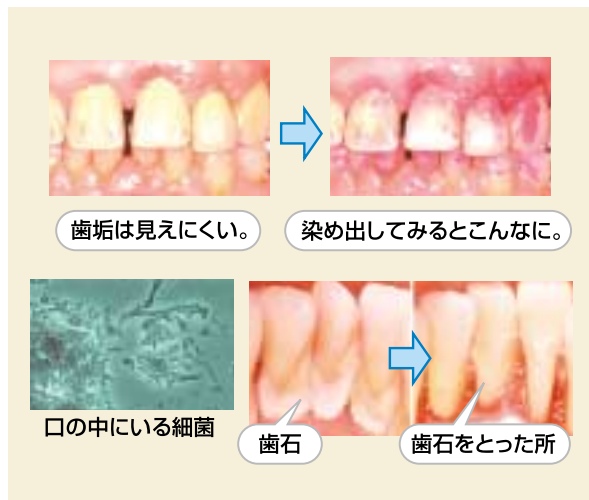 歯垢は見えにくい。
染め出してみるとこんなに。
口の中にいる細菌
歯石
歯石をとった所